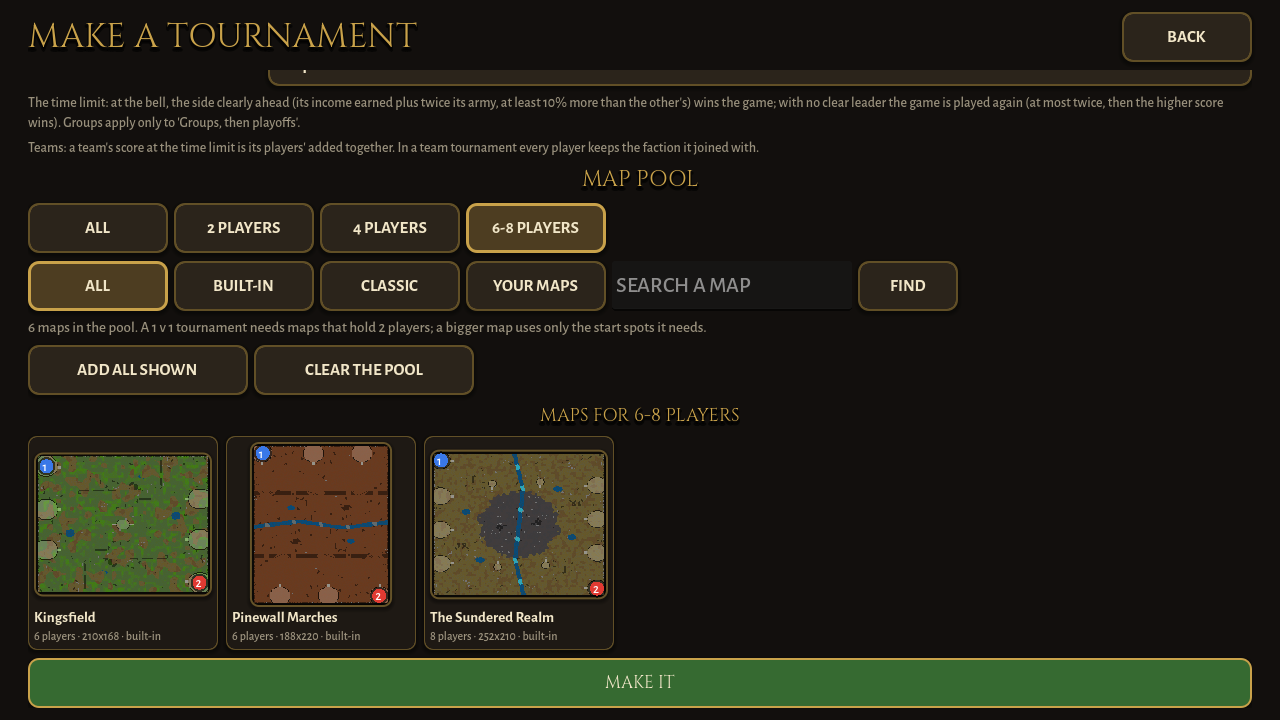 MAKE A TOURNAMENT
BACK
The time limit: at the bell, the side clearly ahead (its income earned plus twice its army, at least 10% more than the other's) wins the game; with no clear leader the game is played again (at most twice, then the higher score
wins). Groups apply only to 'Groups, then playoffs'.
Teams: a team's score at the time limit is its players' added together. In a team tournament every player keeps the faction it joined with.
MAP POOL
ALL
2 PLAYERS
4 PLAYERS
6-8 PLAYERS
ALL
BUILT-IN
CLASSIC
YOUR MAPS
SEARCH A MAP
FIND
6 maps in the pool. A 1 v 1 tournament needs maps that hold 2 players; a bigger map uses only the start spots it needs.
ADD ALL SHOWN
CLEAR THE POOL
MAPS FOR 6-8 PLAYERS
1
2
Kingsfield
6 players · 210x168 · built-in
1
2
Pinewall Marches
6 players · 188x220 · built-in
1
2
The Sundered Realm
8 players · 252x210 · built-in
MAKE IT